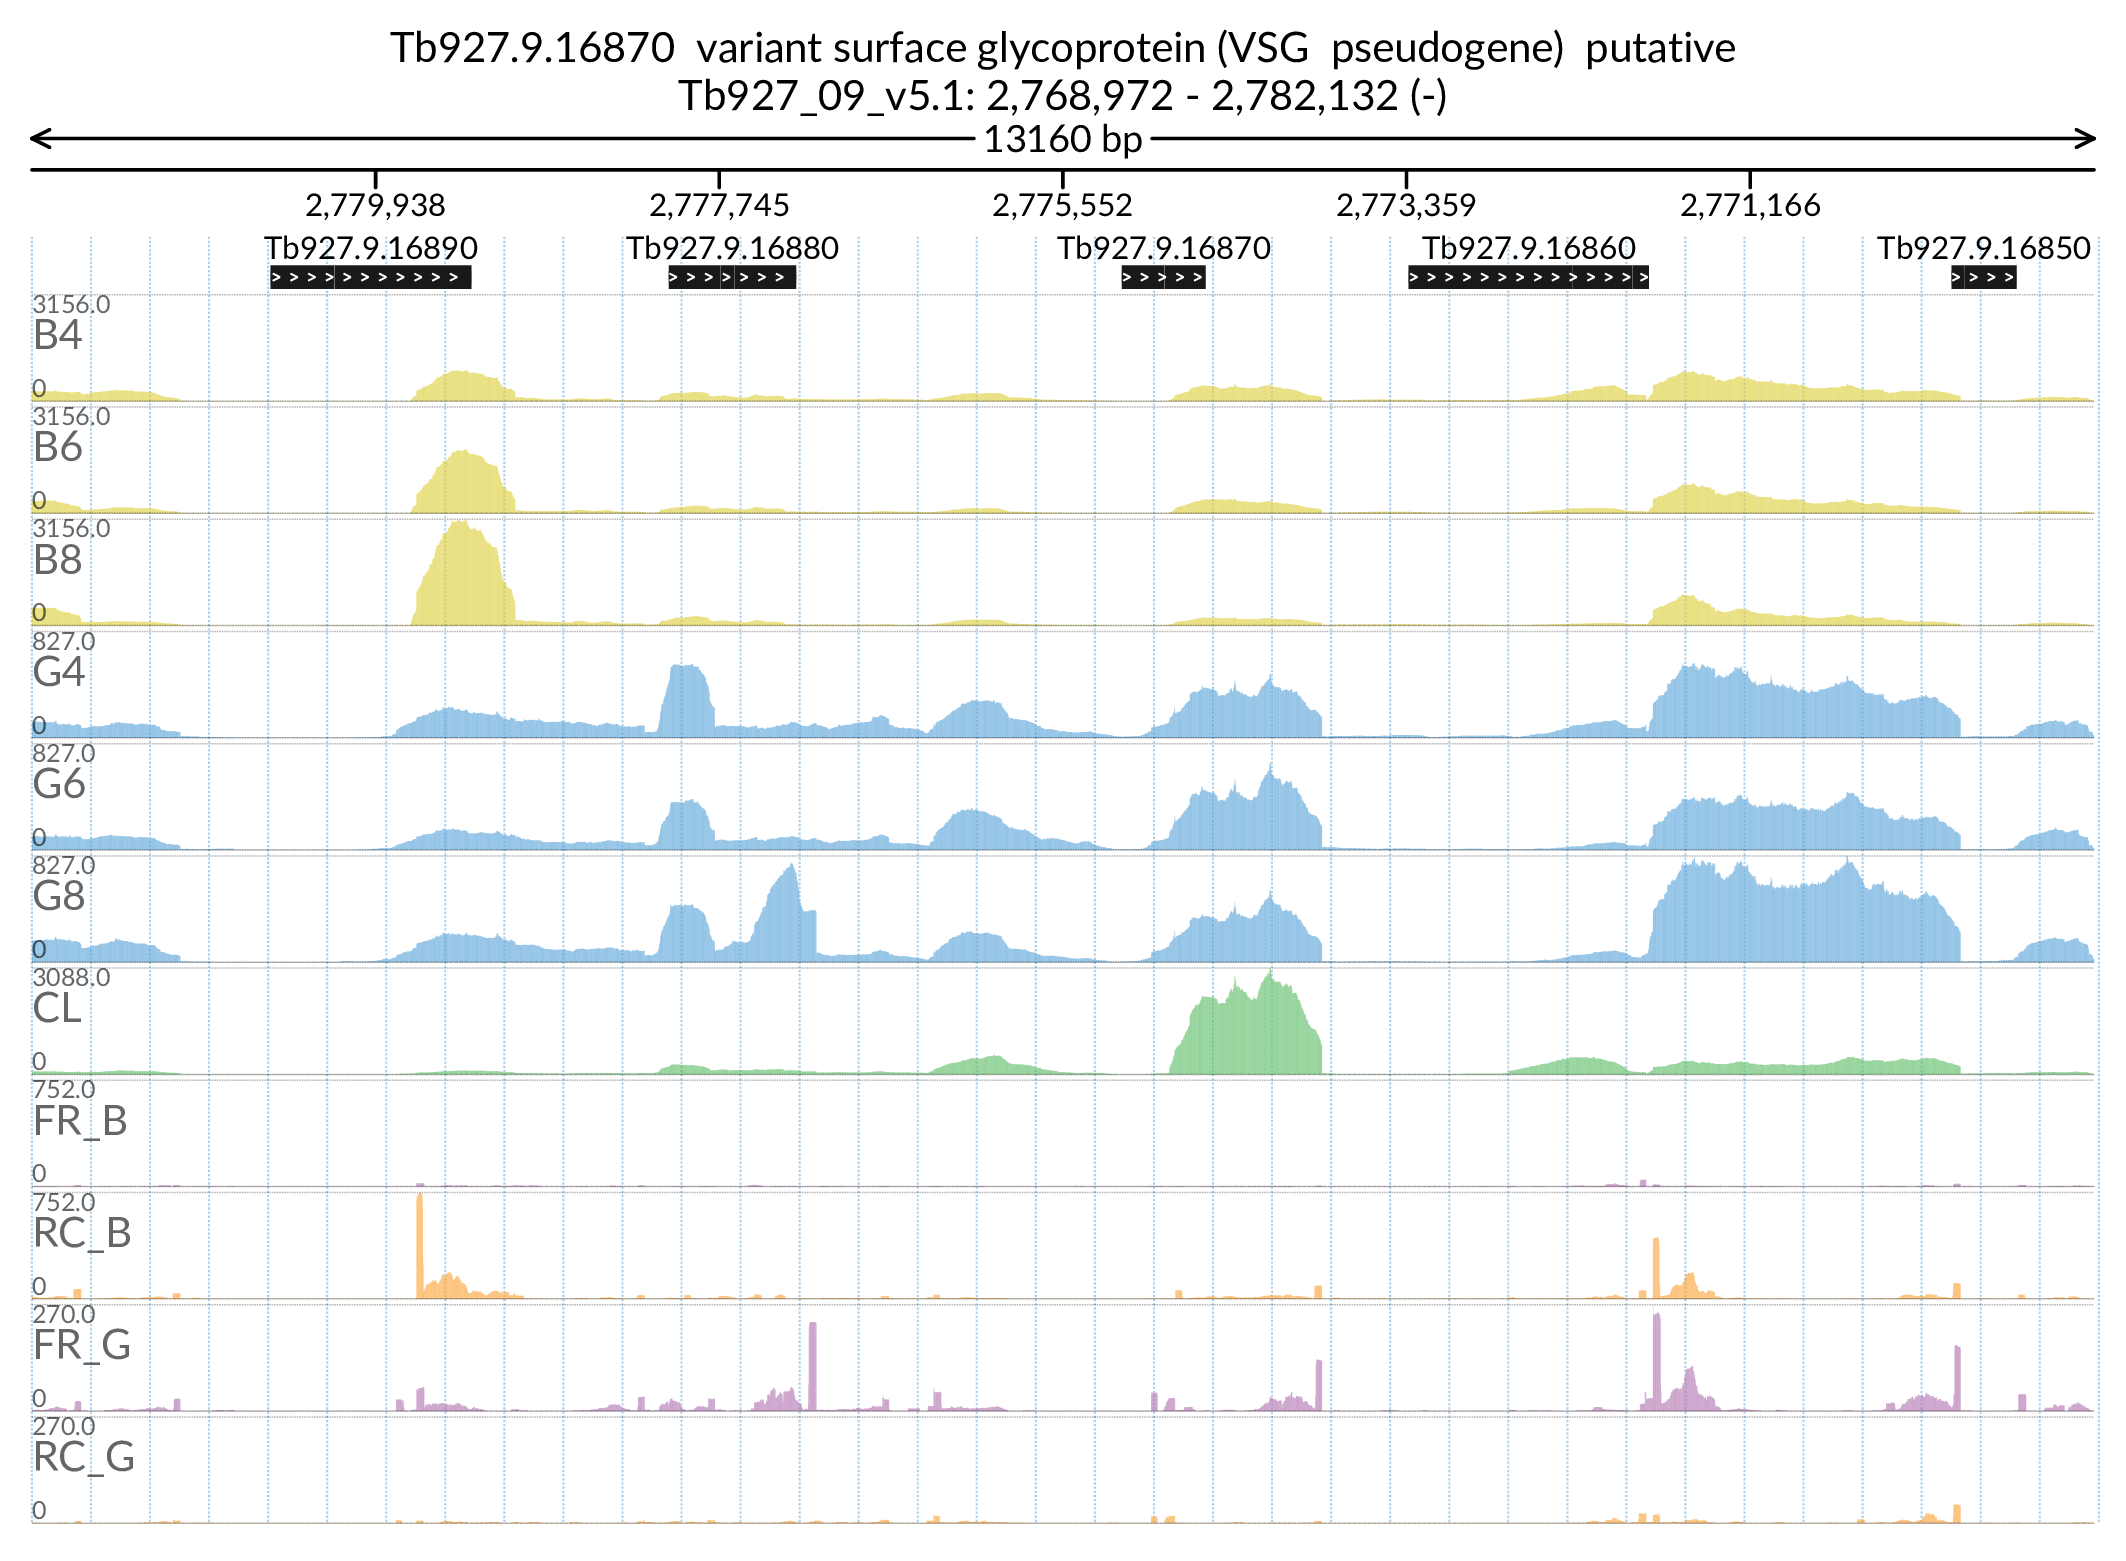 Tb927.9.16870  variant surface glycoprotein (VSG  pseudogene)  putative
Tb927_09_v5.1: 2,768,972 - 2,782,132 (-)
13160 bp
2,779,938 2,777,745 2,775,552 2,773,359 2,771,166
Tb927.9.16890 Tb927.9.16880 Tb927.9.16870 Tb927.9.16860 Tb927.9.16850
3156.0
B4
0
3156.0
B6
0
3156.0
B8
0
827.0
G4
0
827.0
G6
0
827.0
G8
0
3088.0
CL
0
752.0
FR_B
0
752.0
RC_B
0
270.0
FR_G
0
270.0
RC_G
0